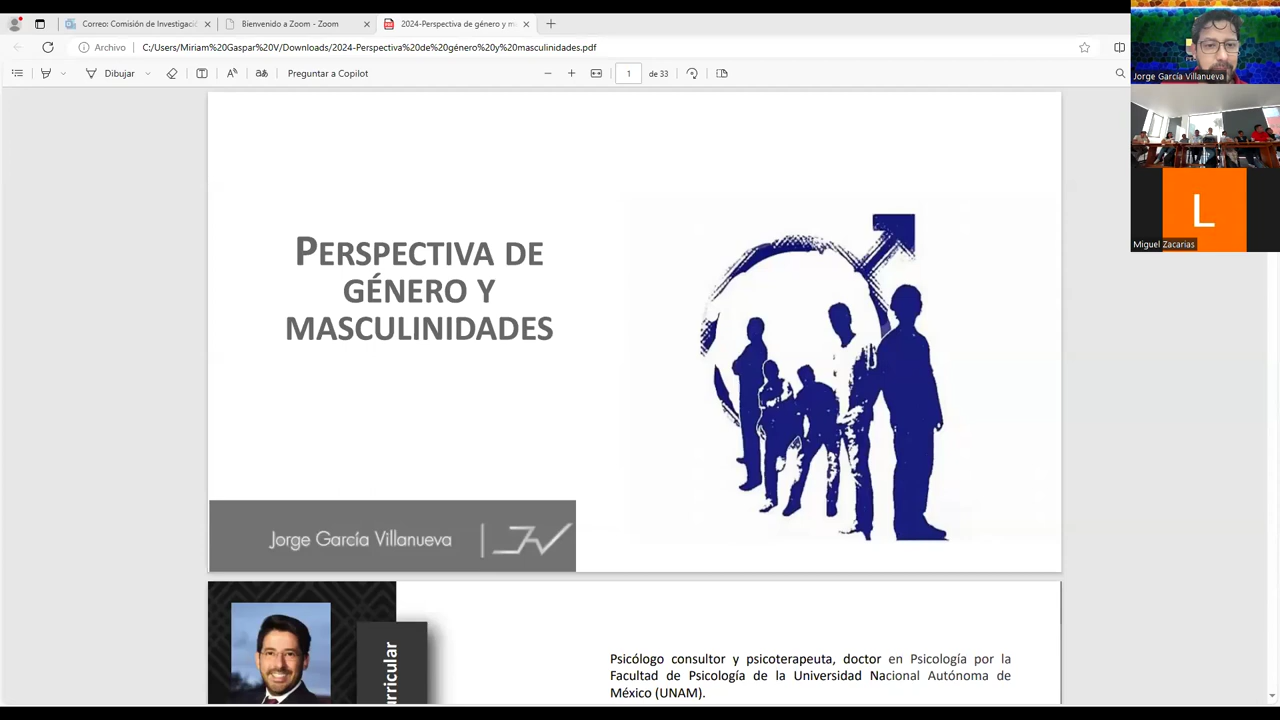 Correo: Comisión de Investigaci
Bienvenido a Zoom - Zoom
2024-Perspectiva de género y m
Archivo
C:/Users/Miriam%20Gaspar%20V/Downloads/2024-Perspectiva%20de%20género%20y%20masculinidades.pdf
Dibujar
Preguntar a Copilot
1
de 33
Jorge García Villanueva
L
Miguel Zacarias
PERSPECTIVA DE
GÉNERO Y
MASCULINIDADES
Jorge García Villanueva
JV
rricular
Psicólogo consultor y psicoterapeuta, doctor en Psicología por la
Facultad de Psicología de la Universidad Nacional Autónoma de
México (UNAM).